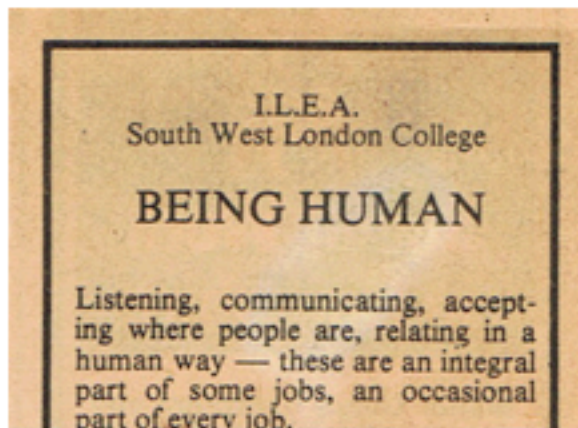 I.L.E.A.
South West London College
BEING HUMAN
Listening, communicating, accept-
ing where people are, relating in a
human way — these are an integral
part of some jobs, an occasional
part of every job.